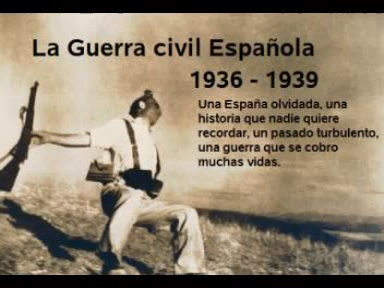 La Guerra civil Española
1936 - 1939
Una España olvidada, una
historia que nadie quiere
recordar, un pasado turbulento,
una guerra que se cobro
muchas vidas.